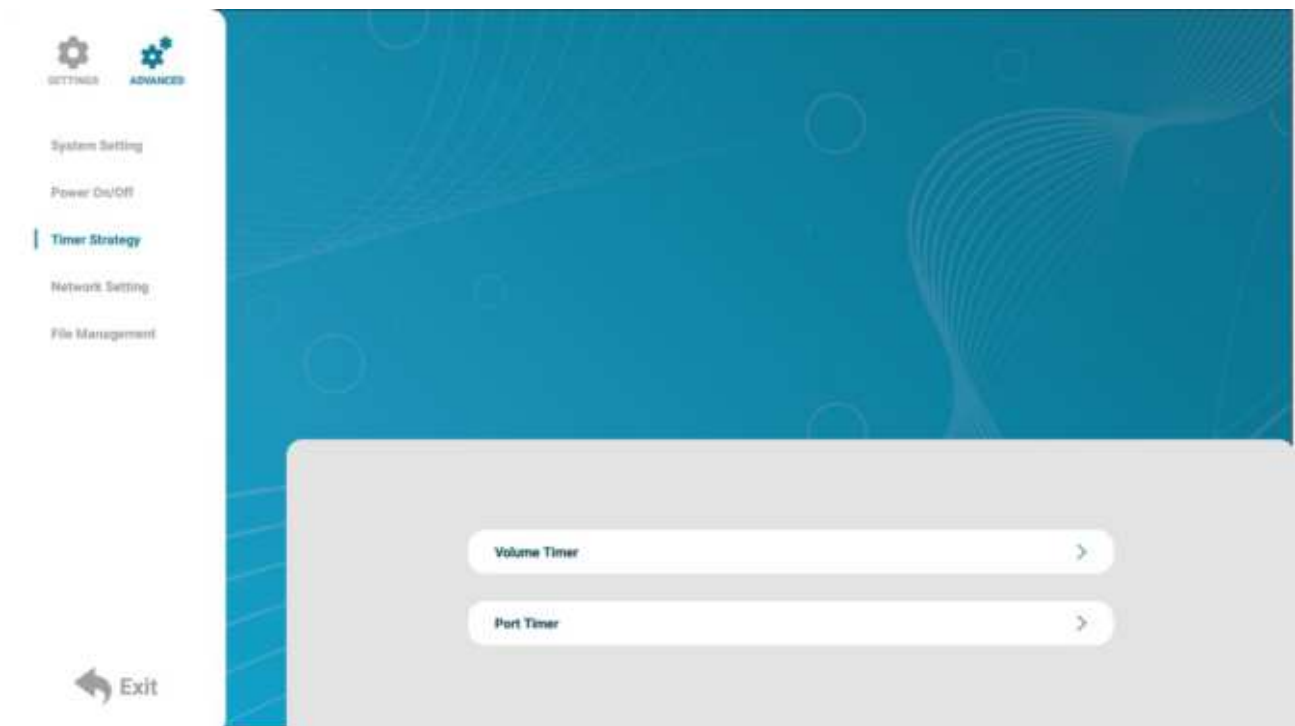 SETTINGS ADVANCED
System Setting
Power On/Off
Timer Strategy
Network Setting
File Management
Volume Timer
Port Timer
Exit